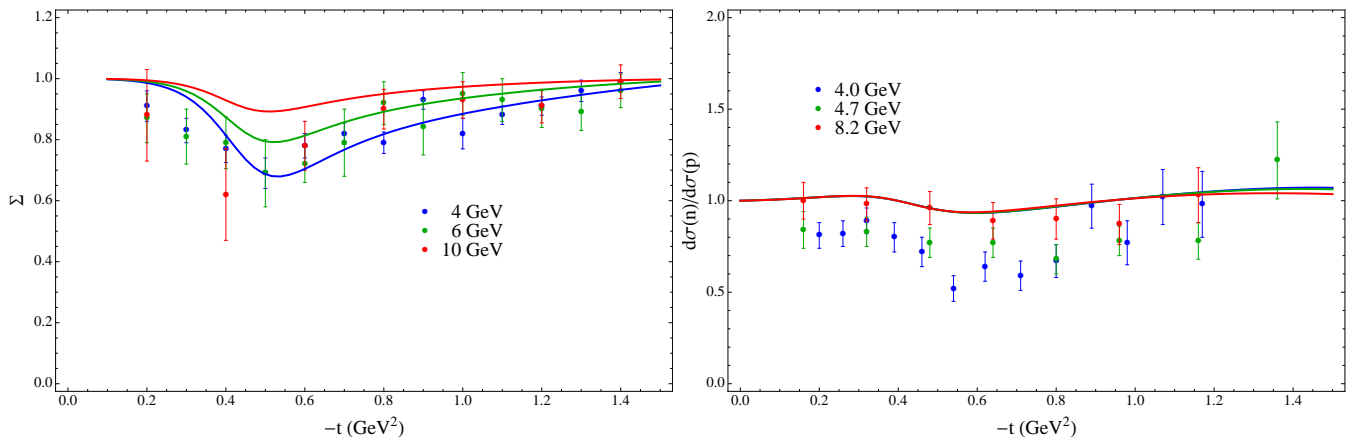 1.2
1.0
0.8
0.6
0.4
0.2
0.0
Σ
4 GeV
6 GeV
10 GeV
0.0 0.2 0.4 0.6 0.8 1.0 1.2 1.4
−t (GeV²)
2.0
1.5
1.0
0.5
0.0
dσ(n)/dσ(p)
4.0 GeV
4.7 GeV
8.2 GeV
0.0 0.2 0.4 0.6 0.8 1.0 1.2 1.4
−t (GeV²)